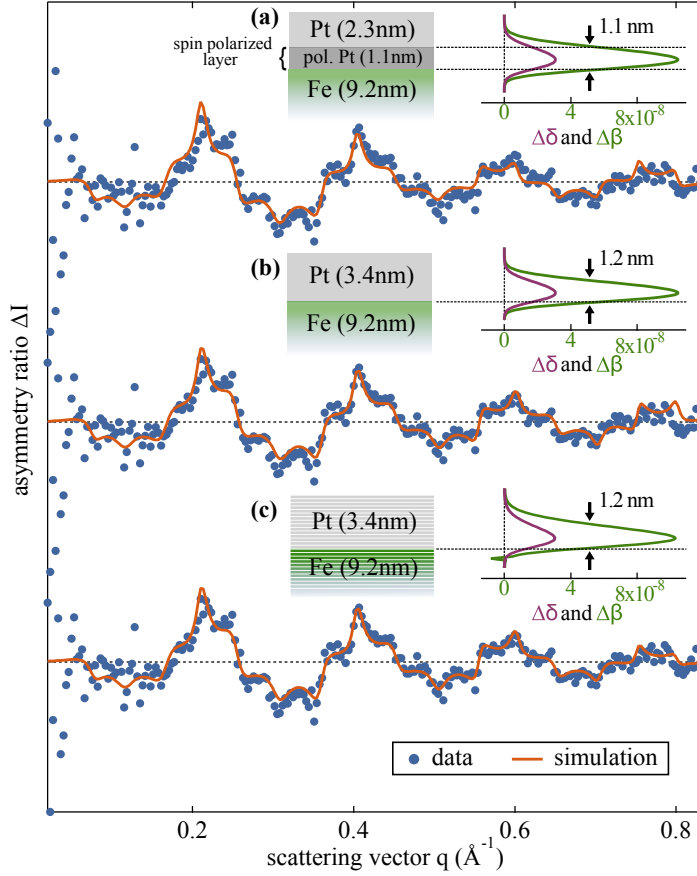 (a)
spin polarized
layer
{
Pt (2.3nm)
pol. Pt (1.1nm)
Fe (9.2nm)
1.1 nm
0
8x10-8
Δδ and Δβ
(b)
Pt (3.4nm)
Fe (9.2nm)
1.2 nm
0
8x10-8
Δδ and Δβ
(c)
Pt (3.4nm)
Fe (9.2nm)
1.2 nm
0
8x10-8
Δδ and Δβ
asymmetry ratio ΔI
data simulation
0.2 0.4 0.6 0.8
scattering vector q (Å-1)